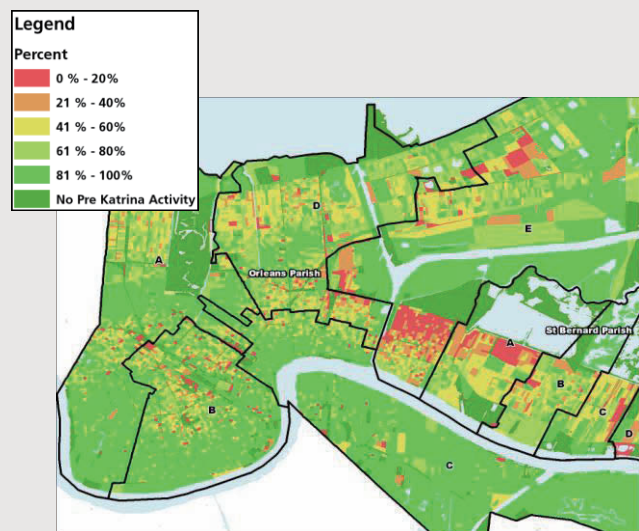 Legend
Percent
0 % - 20%
21 % - 40%
41 % - 60%
61 % - 80%
81 % - 100%
No Pre Katrina Activity
D
E
A
Orleans Parish
St Bernard Parish
A
B
B
C
D
C